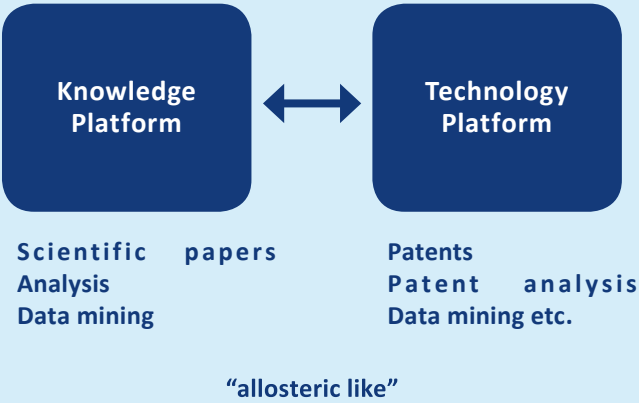 Knowledge
Platform
Technology
Platform
Scientific papers
Analysis
Data mining
Patents
Patent analysis
Data mining etc.
“allosteric like”